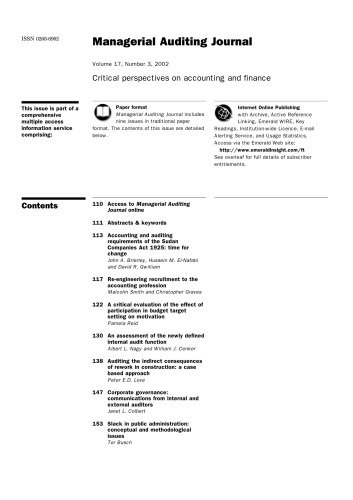 ISSN 0268-6902
Managerial Auditing Journal
Volume 17, Number 3, 2002
Critical perspectives on accounting and finance
This issue is part of a
comprehensive
multiple access
information service
comprising:
Paper format
Managerial Auditing Journal includes
nine issues in traditional paper
format. The contents of this issue are detailed
below.
Internet Online Publishing
with Archive, Active Reference
Linking, Emerald WIRE, Key
Readings, Institution-wide Licence, E-mail
Alerting Service, and Usage Statistics.
Access via the Emerald Web site:
http://www.emeraldinsight.com/ft
See overleaf for full details of subscriber
entitlements.
Contents
110 Access to Managerial Auditing
Journal online
111 Abstracts & keywords
113 Accounting and auditing
requirements of the Sudan
Companies Act 1925: time for
change
John A. Brierley, Hussein M. El-Nafabi
and David R. Gwilliam
117 Re-engineering recruitment to the
accounting profession
Malcolm Smith and Christopher Graves
122 A critical evaluation of the effect of
participation in budget target
setting on motivation
Pamela Reid
130 An assessment of the newly defined
internal audit function
Albert L. Nagy and William J. Cenker
138 Auditing the indirect consequences
of rework in construction: a case
based approach
Peter E.D. Love
147 Corporate governance:
communications from internal and
external auditors
Janet L. Colbert
153 Slack in public administration:
conceptual and methodological
issues
Tor Busch